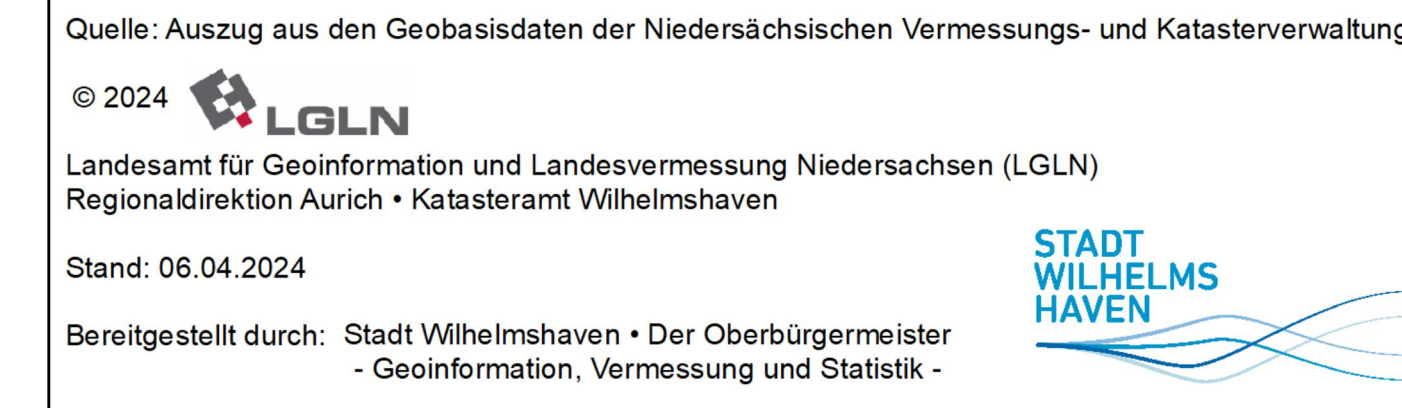 Quelle: Auszug aus den Geobasisdaten der Niedersächsischen Vermessungs- und Katasterverwaltung
© 2024 LGLN
Landesamt für Geoinformation und Landesvermessung Niedersachsen (LGLN)
Regionaldirektion Aurich • Katasteramt Wilhelmshaven
Stand: 06.04.2024
STADT
WILHELMS
HAVEN
Bereitgestellt durch: Stadt Wilhelmshaven • Der Oberbürgermeister
- Geoinformation, Vermessung und Statistik -